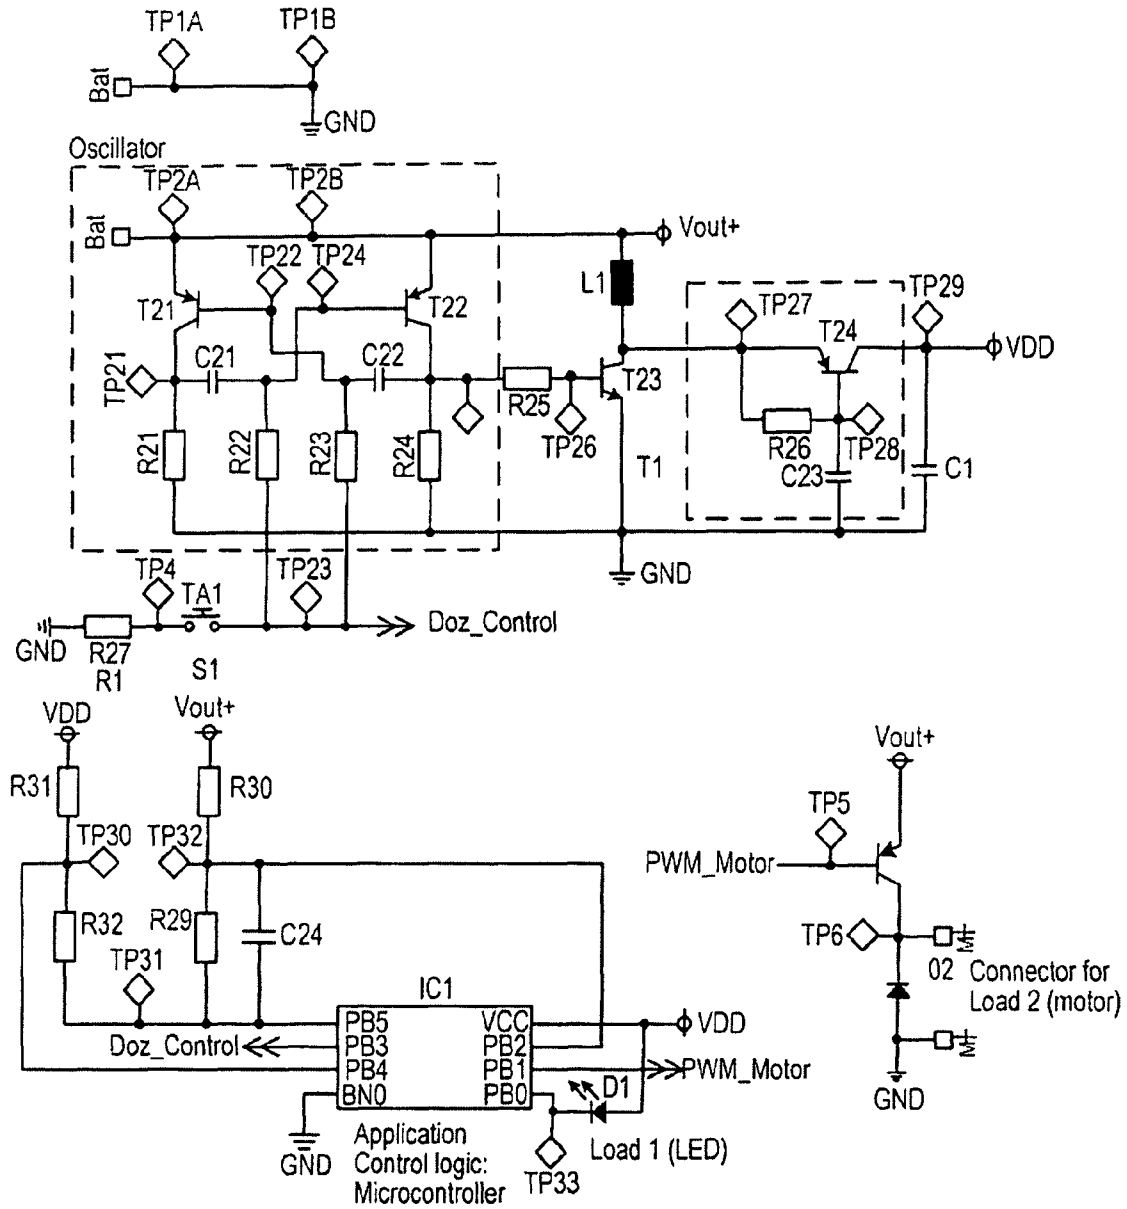 TP1A
TP1B
Bat
GND
Oscillator
TP2A
TP2B
Bat
Vout+
TP22
TP24
L1
TP27
TP29
T21
T22
T24
VDD
TP21
C21
C22
T23
R25
R21
R22
R23
R24
TP26
R26
TP28
T1
C23
C1
GND
TP4
TA1
TP23
Doz_Control
GND
R27
R1
S1
VDD
Vout+
Vout+
R31
R30
TP5
TP30
TP32
PWM_Motor
R32
R29
C24
TP6
M
TP31
02
Connector for
Load 2 (motor)
IC1
PB5
VCC
VDD
Doz_Control
PB3
PB2
M
PB4
PB1
PWM_Motor
BN0
PB0
D1
GND
GND
Application
Control logic:
Microcontroller
Load 1 (LED)
TP33